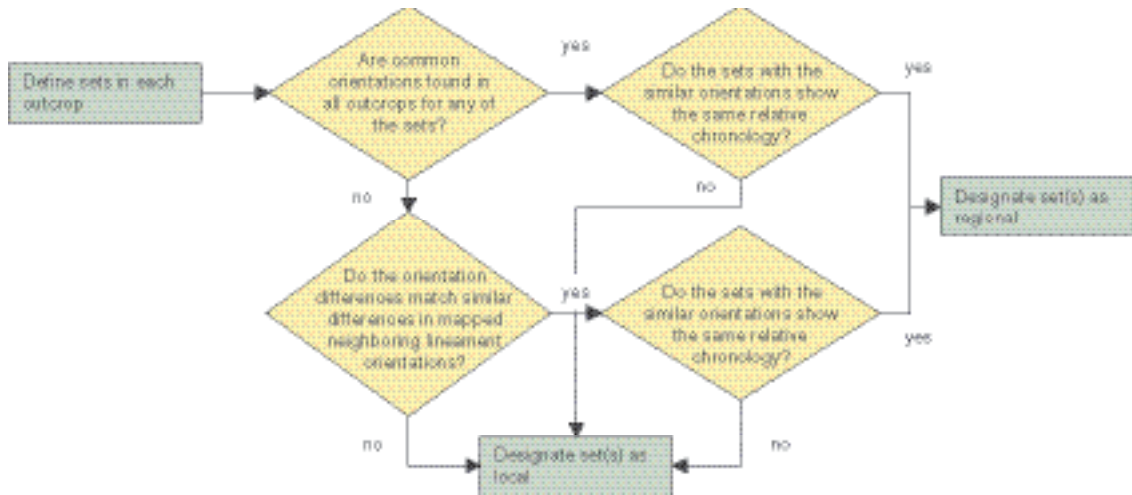 Define sets in each
outcrop
Are common
orientations found in
all outcrops for any of
the sets?
yes
Do the sets with the
similar orientations show
the same relative
chronology?
yes
no
no
Designate set(s) as
regional
Do the orientation
differences match similar
differences in mapped
neighboring lineament
orientations?
yes
Do the sets with the
similar orientations show
the same relative
chronology?
yes
no
no
Designate set(s) as
local